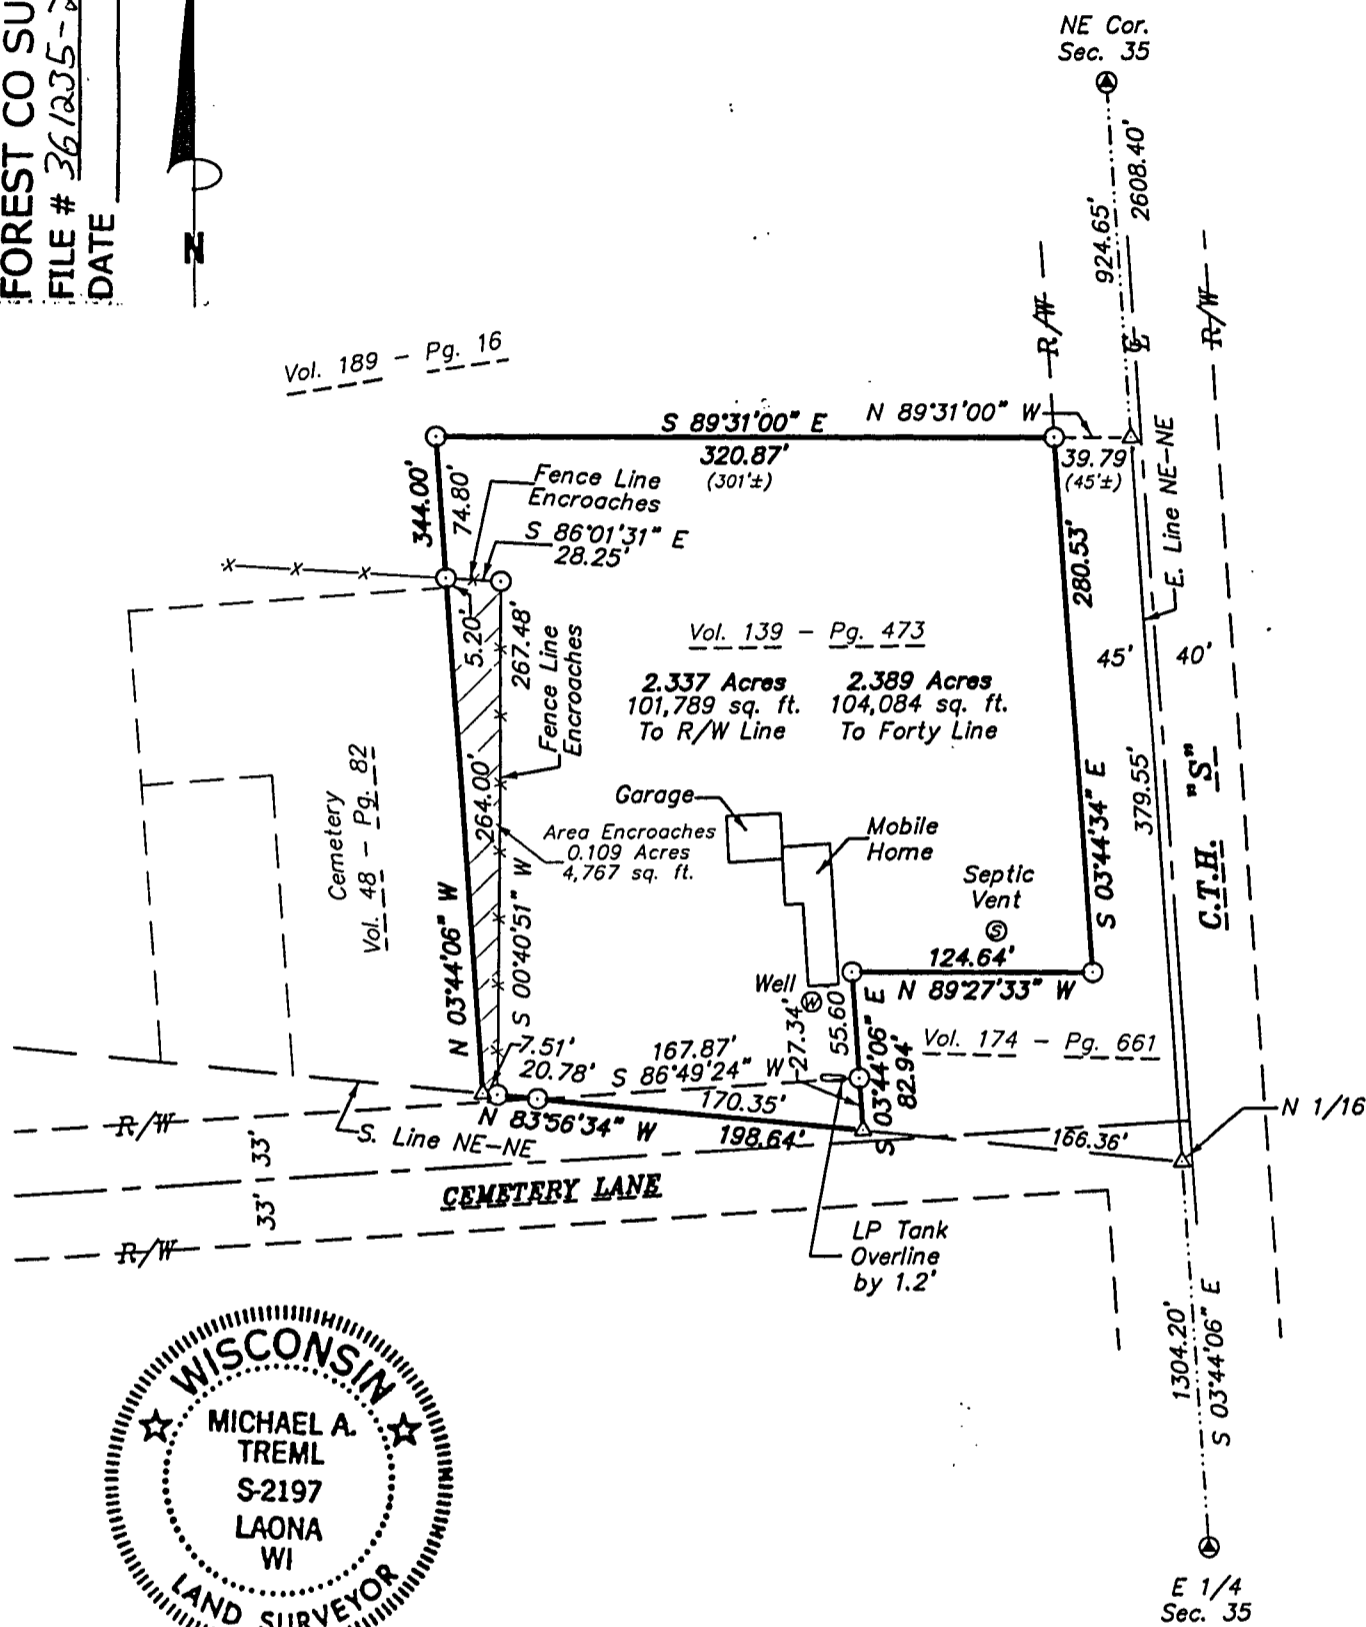 FOREST CO SU
FILE # 361235-
DATE
N
NE Cor.
Sec. 35
924.65'
2608.40'
R/W
R/W
Vol. 189 - Pg. 16
S 89°31'00" E
320.87'
(301'±)
N 89°31'00" W
39.79
(45'±)
E. Line NE-NE
344.00'
74.80'
Fence Line
Encroaches
S 86°01'31" E
28.25'
5.20'
267.48'
Fence Line
Encroaches
280.53'
Vol. 139 - Pg. 473
2.337 Acres
101,789 sq. ft.
To R/W Line
2.389 Acres
104,084 sq. ft.
To Forty Line
45'
40'
379.55'
C.T.H. "S"
S 03°44'34" E
Cemetery
Vol. 48 - Pg. 82
N 03°44'06" W
264.00'
Area Encroaches
0.109 Acres
4,767 sq. ft.
S 00°40'51" W
Garage
Mobile
Home
Septic
Vent
S
124.64'
N 89°27'33" W
Well
W
27.34'
55.60
S 03°44'06" E
82.94'
Vol. 174 - Pg. 661
7.51'
20.78'
167.87'
S 86°49'24" W
170.35'
N 83°56'34" W
198.64'
166.36'
N 1/16
R/W
S. Line NE-NE
33'
33'
CEMETERY LANE
R/W
LP Tank
Overline
by 1.2'
1304.20'
S 03°44'06" E
E 1/4
Sec. 35
WISCONSIN
MICHAEL A.
TREML
S-2197
LAONA
WI
LAND SURVEYOR